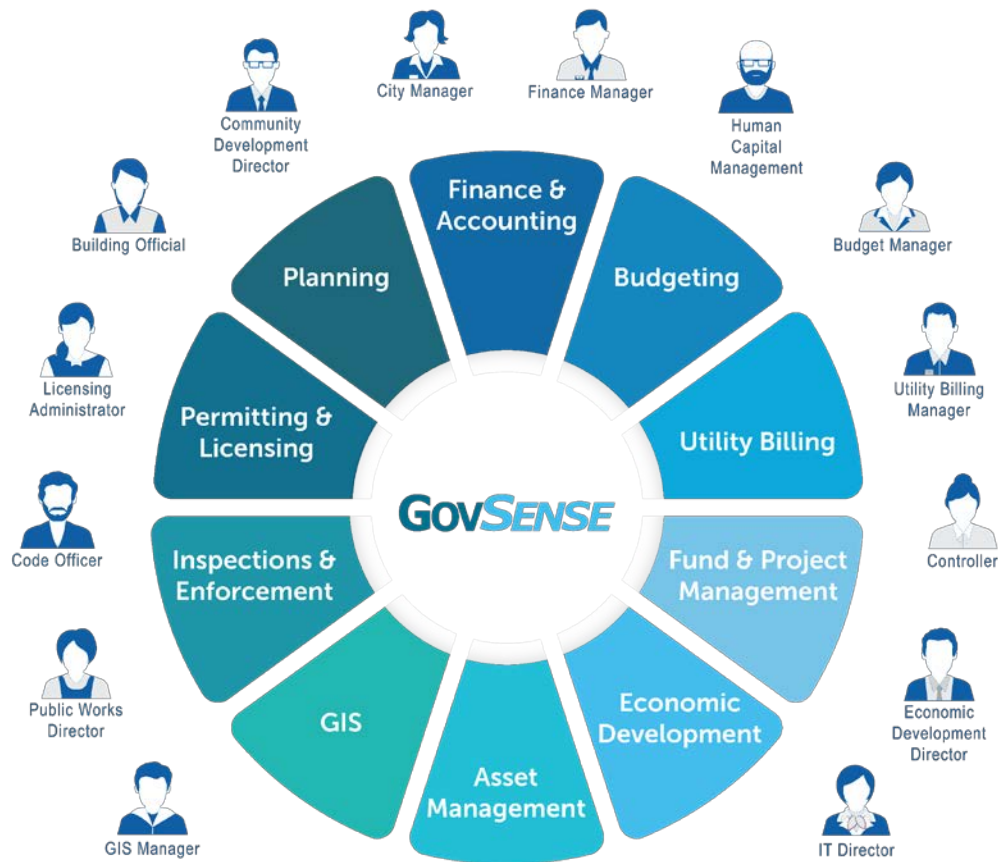 City Manager
Finance Manager
Community
Development
Director
Human
Capital
Management
Building Official
Budget Manager
Licensing
Administrator
Utility Billing
Manager
Code Officer
Controller
Public Works
Director
Economic
Development
Director
GIS Manager
IT Director
Finance &
Accounting
Budgeting
Utility Billing
Fund & Project
Management
Economic
Development
Asset
Management
GIS
Inspections &
Enforcement
Permitting &
Licensing
Planning
GOVSENSE